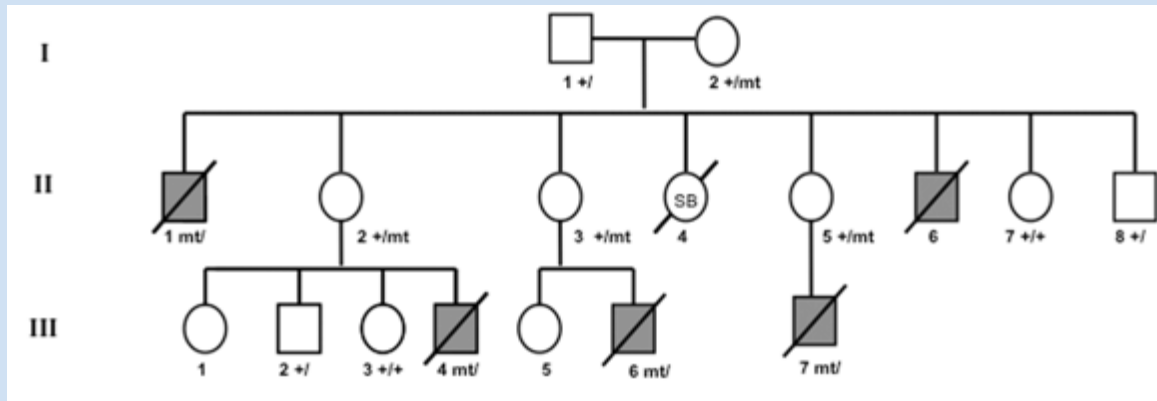 I
1 +/
2 +/mt
II
SB
1 mt/
2 +/mt
3 +/mt
4
5 +/mt
6
7 +/+
8 +/
III
1
2 +/
3 +/+
4 mt/
5
6 mt/
7 mt/